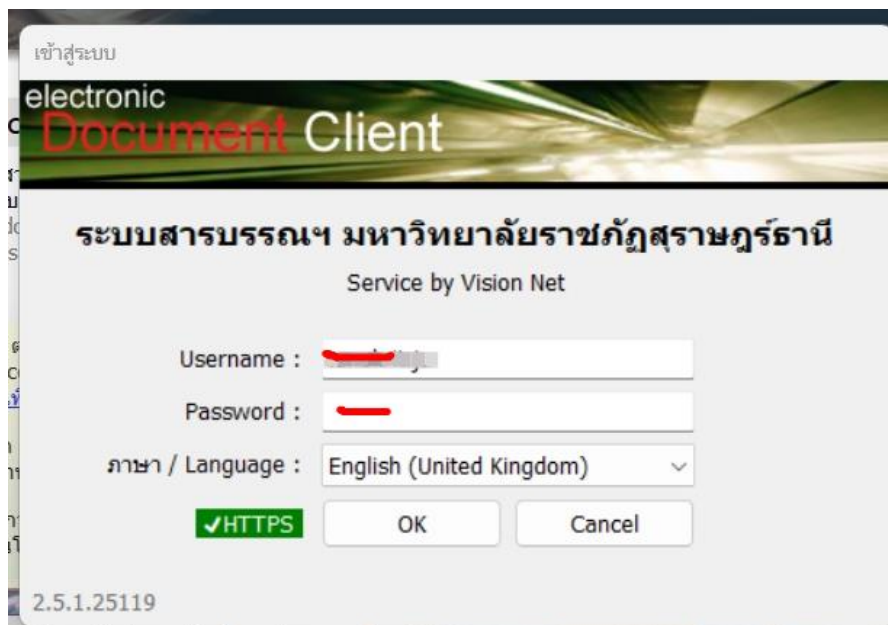 เข้าสู่ระบบ
electronic
Document Client
ระบบสารบรรณฯ มหาวิทยาลัยราชภัฏสุราษฎร์ธานี
Service by Vision Net
Username :
Password :
ภาษา / Language : English (United Kingdom)
✓HTTPS OK Cancel
2.5.1.25119